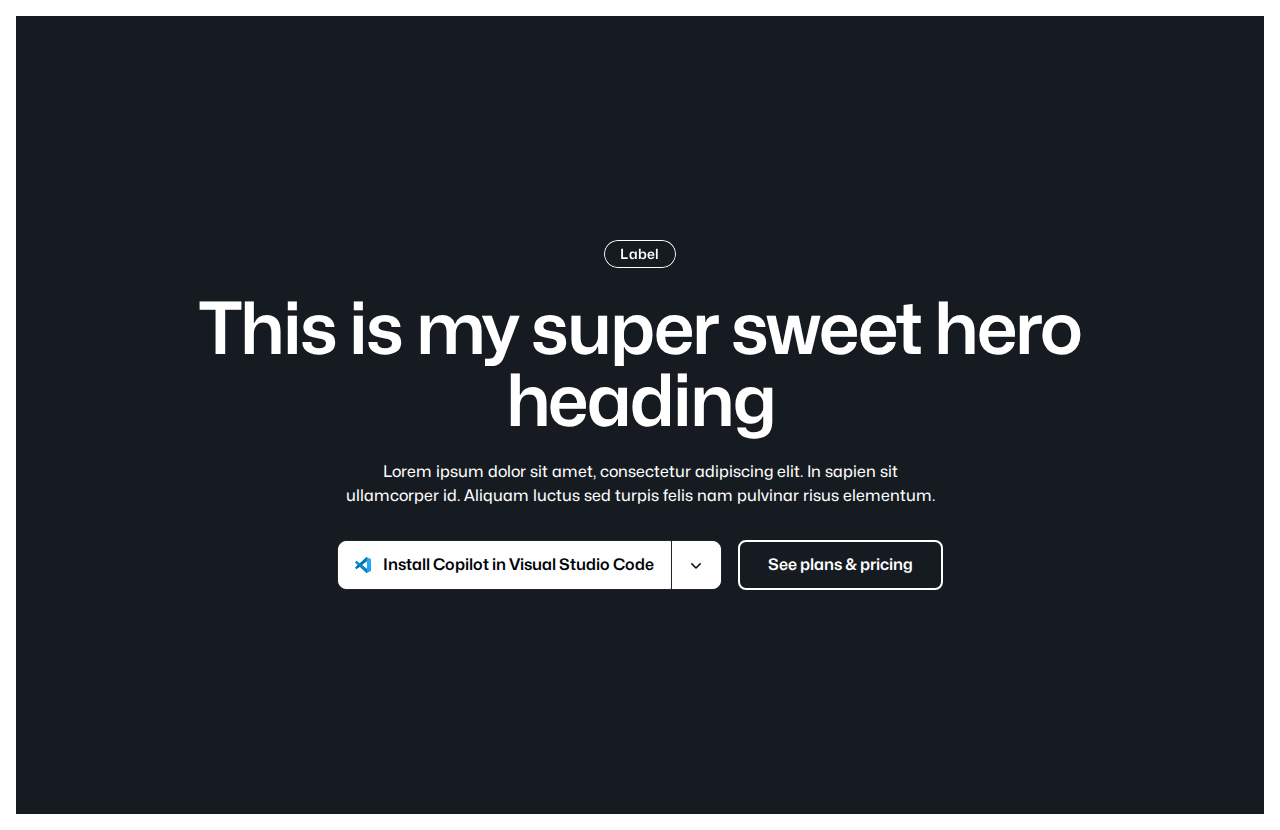 Label
This is my super sweet hero
heading
Lorem ipsum dolor sit amet, consectetur adipiscing elit. In sapien sit
ullamcorper id. Aliquam luctus sed turpis felis nam pulvinar risus elementum.
Install Copilot in Visual Studio Code
See plans & pricing